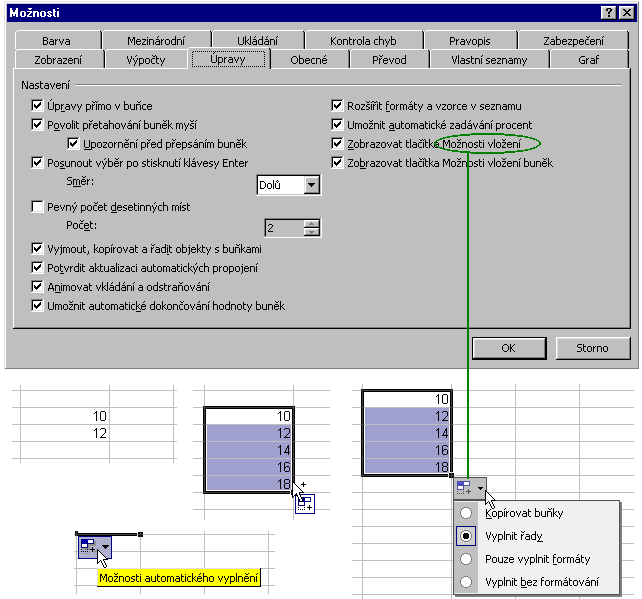 Možnosti
Barva Mezinárodní Ukládání Kontrola chyb Pravopis Zabezpečení
Zobrazení Výpočty Úpravy Obecné Převod Vlastní seznamy Graf
Nastavení
Úpravy přímo v buňce
Povolit přetahování buněk myší
Upozornění před přepsáním buněk
Posunout výběr po stisknutí klávesy Enter
Směr: Dolů
Pevný počet desetinných míst
Počet: 2
Vyjmout, kopírovat a řadit objekty s buňkami
Potvrdit aktualizaci automatických propojení
Animovat vkládání a odstraňování
Umožnit automatické dokončování hodnoty buněk
Rozšířit formáty a vzorce v seznamu
Umožnit automatické zadávání procent
Zobrazovat tlačítka Možnosti vložení
Zobrazovat tlačítka Možnosti vložení buněk
OK Storno
10
12
10
12
14
16
18
10
12
14
16
18
Kopírovat buňky
Vyplnit řady
Pouze vyplnit formáty
Vyplnit bez formátování
Možnosti automatického vyplnění